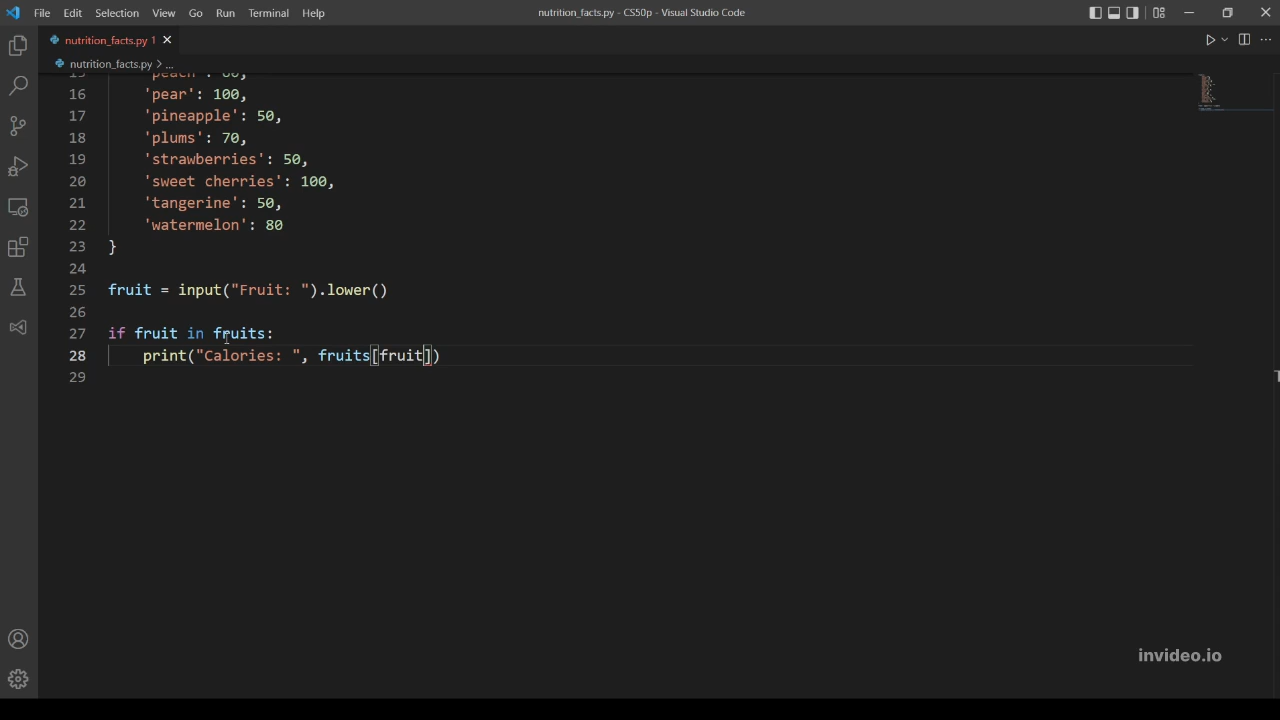 File Edit Selection View Go Run Terminal Help
nutrition_facts.py - CS50p - Visual Studio Code
nutrition_facts.py 1
nutrition_facts.py > ...
16 'pear': 100,
17 'pineapple': 50,
18 'plums': 70,
19 'strawberries': 50,
20 'sweet cherries': 100,
21 'tangerine': 50,
22 'watermelon': 80
23 }
24
25 fruit = input("Fruit: ").lower()
26
27 if fruit in fruits:
28 print("Calories: ", fruits[fruit])
29
invideo.io